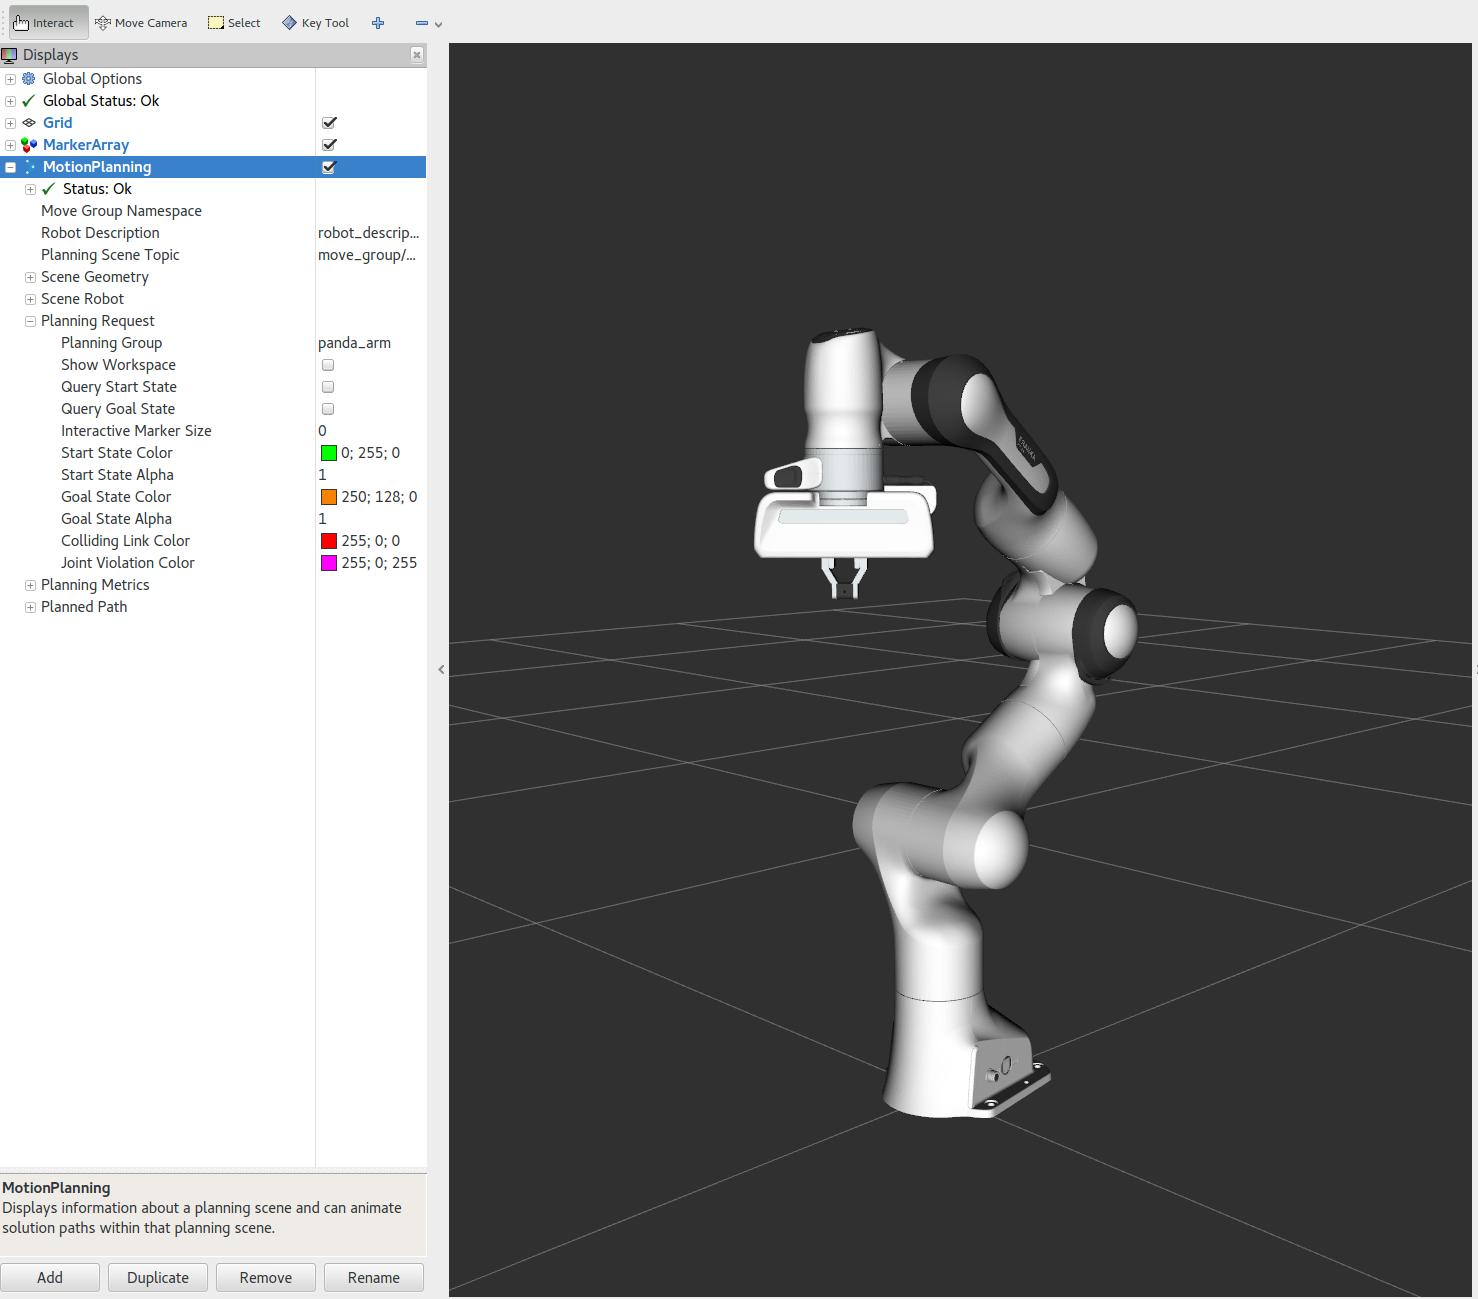 Interact Move Camera Select Key Tool
Displays
Global Options
Global Status: Ok
Grid
MarkerArray
MotionPlanning
Status: Ok
Move Group Namespace
Robot Description robot_descrip...
Planning Scene Topic move_group/...
Scene Geometry
Scene Robot
Planning Request
Planning Group panda_arm
Show Workspace
Query Start State
Query Goal State
Interactive Marker Size 0
Start State Color 0; 255; 0
Start State Alpha 1
Goal State Color 250; 128; 0
Goal State Alpha 1
Colliding Link Color 255; 0; 0
Joint Violation Color 255; 0; 255
Planning Metrics
Planned Path
FRANKA
MotionPlanning
Displays information about a planning scene and can animate
solution paths within that planning scene.
Add Duplicate Remove Rename